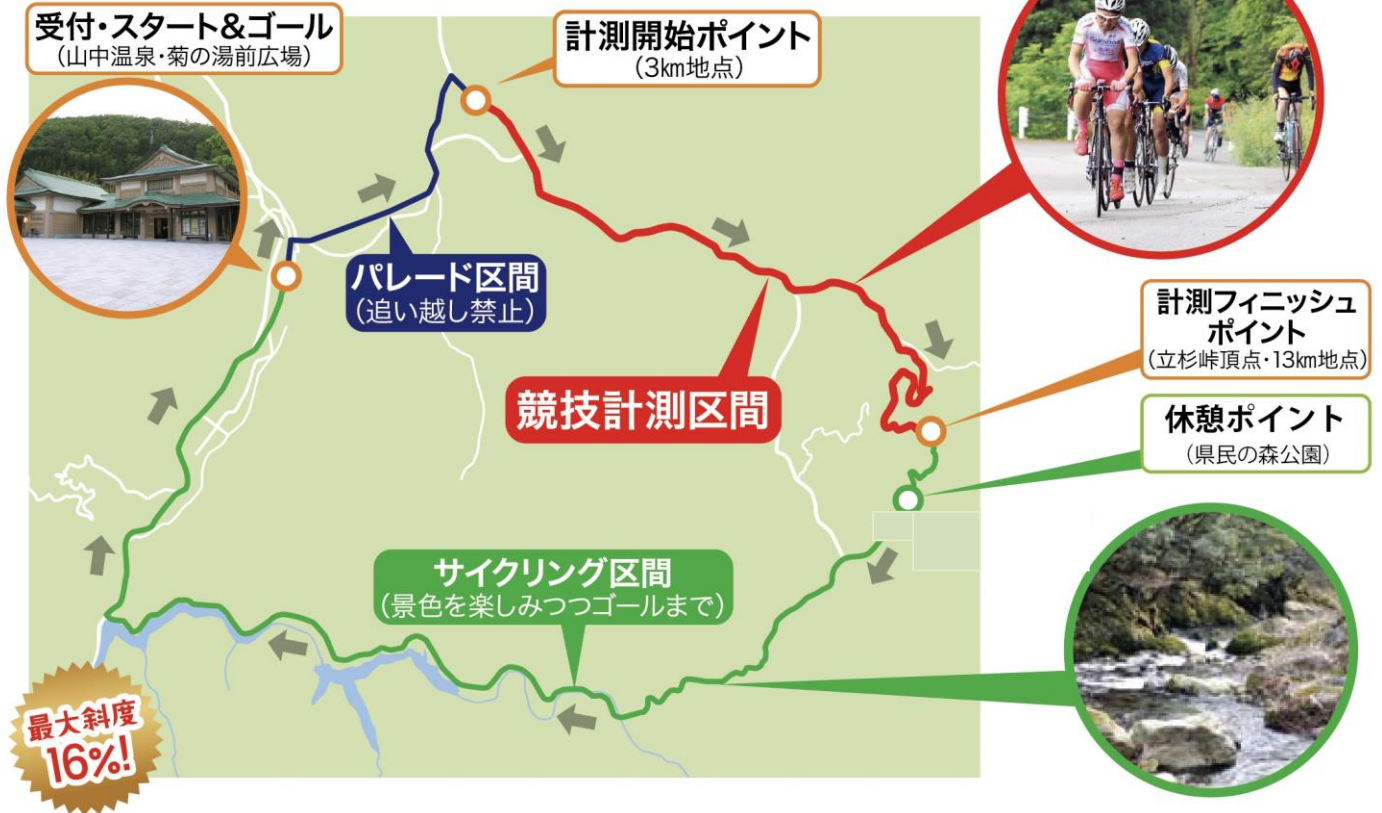 受付・スタート&ゴール
(山中温泉・菊の湯前広場)
計測開始ポイント
(3km地点)
パレード区間
(追い越し禁止)
競技計測区間
計測フィニッシュ
ポイント
(立杉峠頂点・13km地点)
休憩ポイント
(県民の森公園)
サイクリング区間
(景色を楽しみつつゴールまで)
最大斜度
16%!